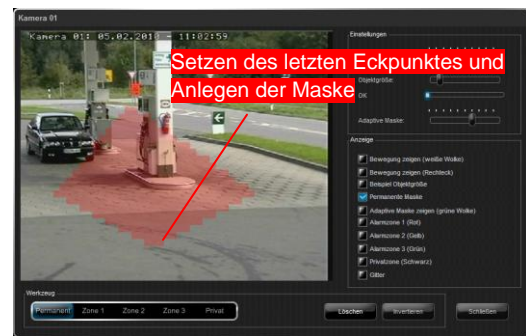 Kamera 01
Kamera 01: 05.02.2010 - 11:02:59
Setzen des letzten Eckpunktes und
Anlegen der Maske
Einstellungen
Objektgröße:
OK
Adaptive Maske:
Anzeige
Bewegung zeigen (weiße Wolke)
Bewegung zeigen (Rechteck)
Beispiel Objektgröße
Permanente Maske
Adaptive Maske zeigen (grüne Wolke)
Alarmzone 1 (Rot)
Alarmzone 2 (Gelb)
Alarmzone 3 (Grün)
Privatzone (Schwarz)
Gitter
Werkzeug
Permanent Zone 1 Zone 2 Zone 3 Privat
Löschen Invertieren Schließen